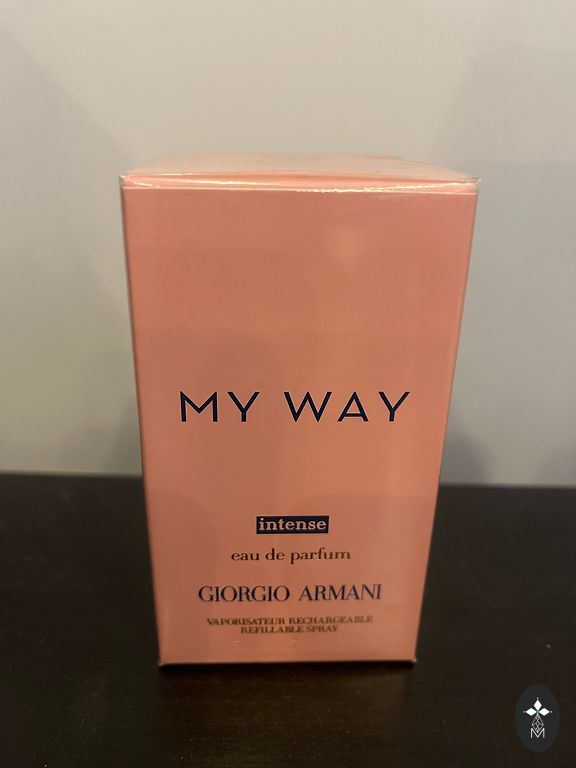 MY WAY
intense
eau de parfum
GIORGIO ARMANI
VAPORISATEUR RECHARGEABLE
REFILLABLE SPRAY